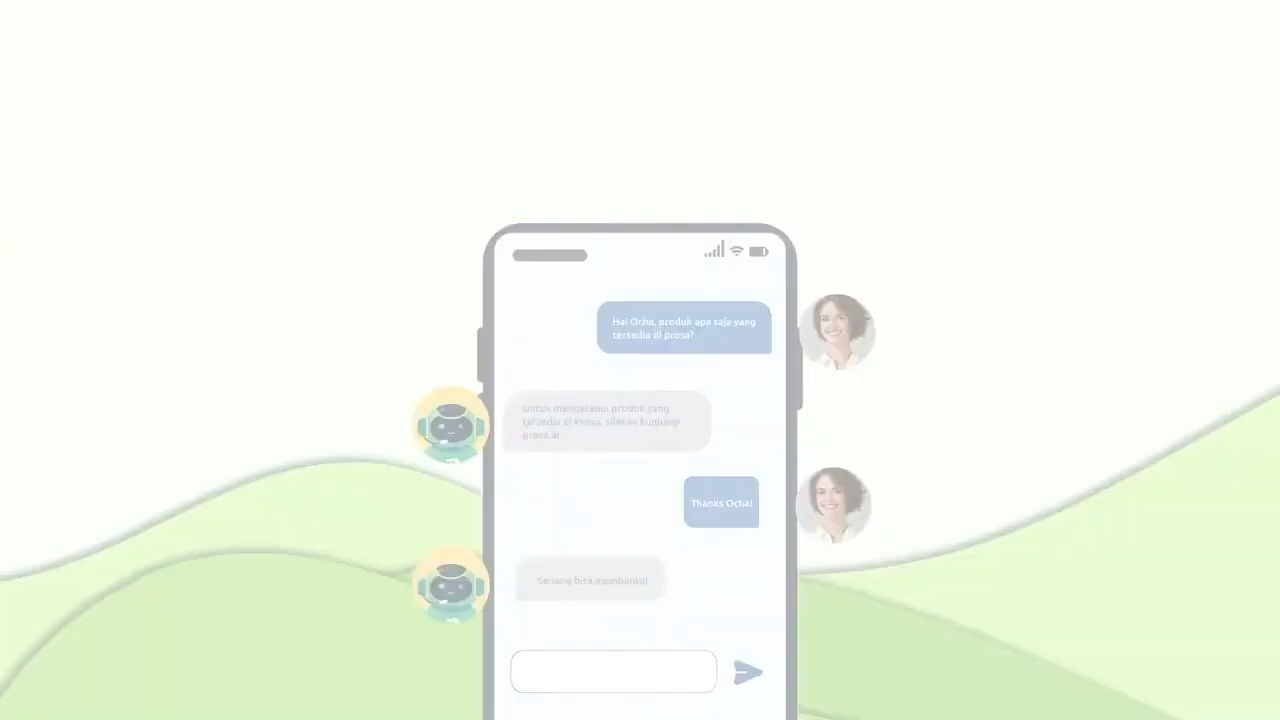 Hai Ocha, produk apa saja yang
tersedia di prosa?
Untuk mengetahui produk yang
tersedia di Prosa, silakan kunjungi
prosa.ai
Thanks Ocha!
Senang bisa membantu!